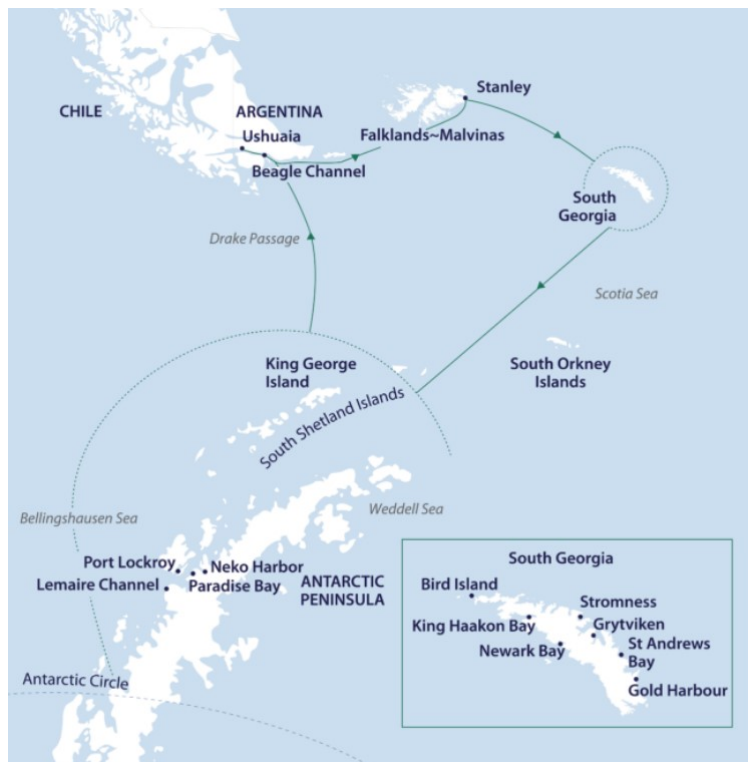 Stanley
CHILE
ARGENTINA
Ushuaia
Falklands~Malvinas
Beagle Channel
South
Georgia
Drake Passage
Scotia Sea
King George
Island
South Orkney
Islands
South Shetland Islands
Bellingshausen Sea
Weddell Sea
Port Lockroy
Neko Harbor
Lemaire Channel
Paradise Bay
ANTARCTIC
PENINSULA
Antarctic Circle
South Georgia
Bird Island
Stromness
King Haakon Bay
Grytviken
Newark Bay
St Andrews
Bay
Gold Harbour